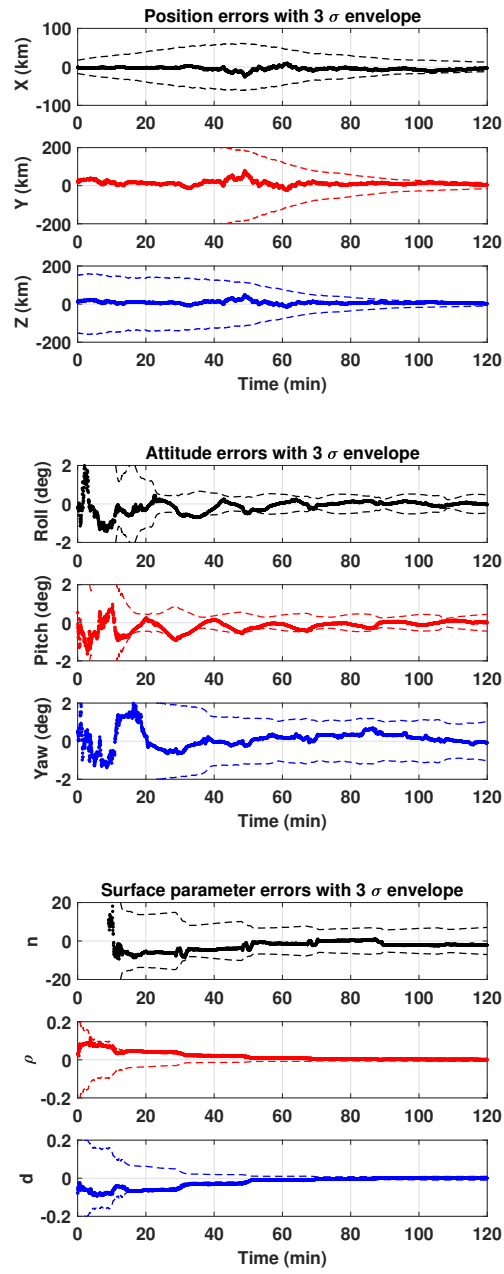 Position errors with 3 σ envelope
100
0
-100
X (km)
0 20 40 60 80 100 120
200
0
-200
Y (km)
0 20 40 60 80 100 120
200
0
-200
Z (km)
0 20 40 60 80 100 120
Time (min)
Attitude errors with 3 σ envelope
2
0
-2
Roll (deg)
0 20 40 60 80 100 120
2
0
-2
Pitch (deg)
0 20 40 60 80 100 120
2
0
-2
Yaw (deg)
0 20 40 60 80 100 120
Time (min)
Surface parameter errors with 3 σ envelope
20
0
-20
n
0 20 40 60 80 100 120
0.2
0
-0.2
ρ
0 20 40 60 80 100 120
0.2
0
-0.2
d
0 20 40 60 80 100 120
Time (min)